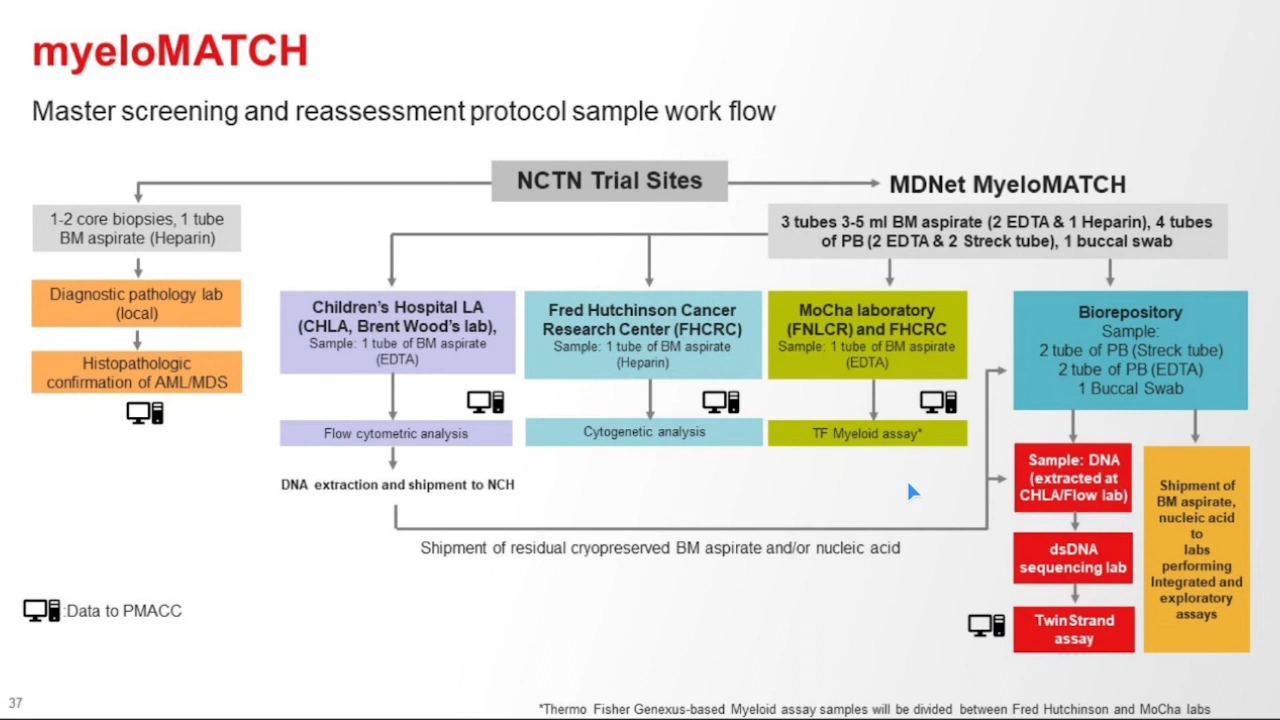 myeloMATCH
Master screening and reassessment protocol sample work flow
NCTN Trial Sites
MDNet MyeloMATCH
1-2 core biopsies, 1 tube
BM aspirate (Heparin)
3 tubes 3-5 ml BM aspirate (2 EDTA & 1 Heparin), 4 tubes
of PB (2 EDTA & 2 Streck tube), 1 buccal swab
Diagnostic pathology lab
(local)
Histopathologic
confirmation of AML/MDS
Children's Hospital LA
(CHLA, Brent Wood's lab),
Sample: 1 tube of BM aspirate
(EDTA)
Flow cytometric analysis
DNA extraction and shipment to NCH
Fred Hutchinson Cancer
Research Center (FHCRC)
Sample: 1 tube of BM aspirate
(Heparin)
Cytogenetic analysis
MoCha laboratory
(FNLCR) and FHCRC
Sample: 1 tube of BM aspirate
(EDTA)
TF Myeloid assay*
Biorepository
Sample:
2 tube of PB (Streck tube)
2 tube of PB (EDTA)
1 Buccal Swab
Sample: DNA
(extracted at
CHLA/Flow lab)
dsDNA
sequencing lab
TwinStrand
assay
Shipment of
BM aspirate,
nucleic acid
to
labs
performing
Integrated and
exploratory
assays
Shipment of residual cryopreserved BM aspirate and/or nucleic acid
:Data to PMACC
37
*Thermo Fisher Genexus-based Myeloid assay samples will be divided between Fred Hutchinson and MoCha labs